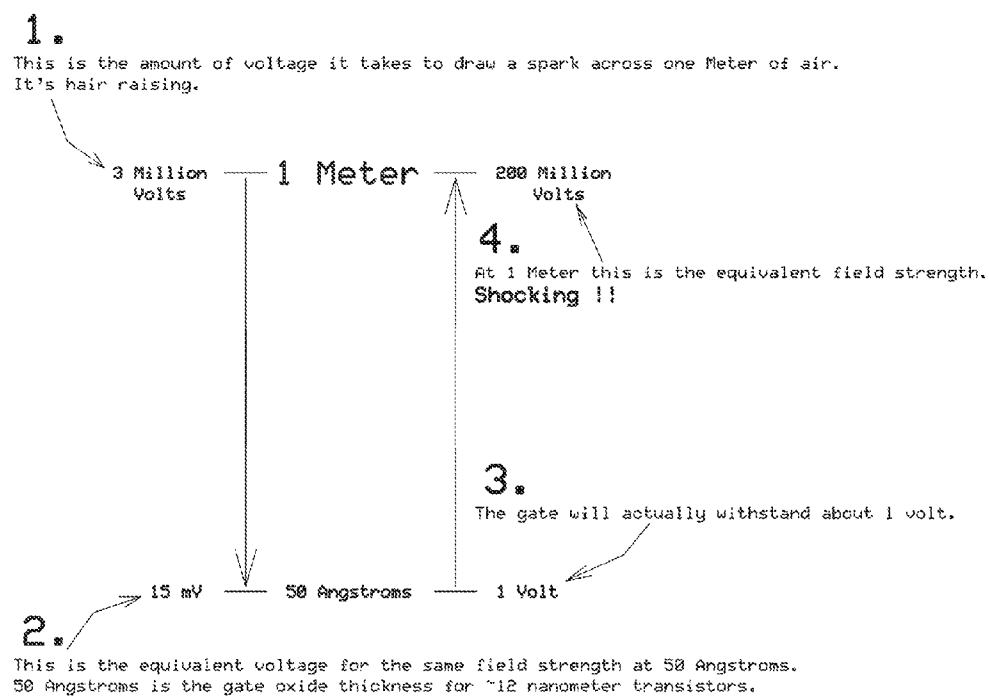 1.
This is the amount of voltage it takes to draw a spark across one Meter of air.
It's hair raising.
3 Million
Volts
1 Meter
200 Million
Volts
4.
At 1 Meter this is the equivalent field strength.
Shocking !!
3.
The gate will actually withstand about 1 volt.
15 mV
50 Angstroms
1 Volt
2.
This is the equivalent voltage for the same field strength at 50 Angstroms.
50 Angstroms is the gate oxide thickness for ~12 nanometer transistors.